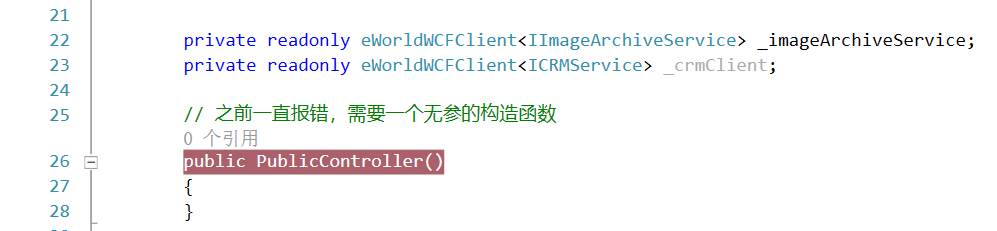 21
22 private readonly eWorldWCFClient<IImageArchiveService> _imageArchiveService;
23 private readonly eWorldWCFClient<ICRMService> _crmClient;
24
25 // 之前一直报错，需要一个无参的构造函数
0 个引用
26 public PublicController()
27 {
28 }